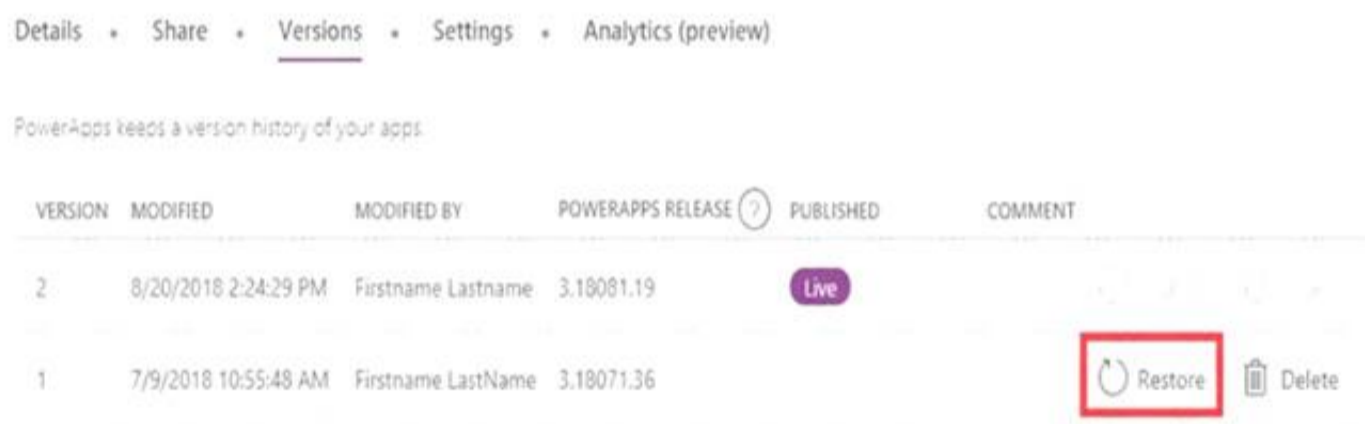 Details • Share • Versions • Settings • Analytics (preview)
PowerApps keeps a version history of your apps
VERSION MODIFIED MODIFIED BY POWERAPPS RELEASE ? PUBLISHED COMMENT
2 8/20/2018 2:24:29 PM Firstname Lastname 3.18081.19 Live
1 7/9/2018 10:55:48 AM Firstname LastName 3.18071.36 Restore Delete